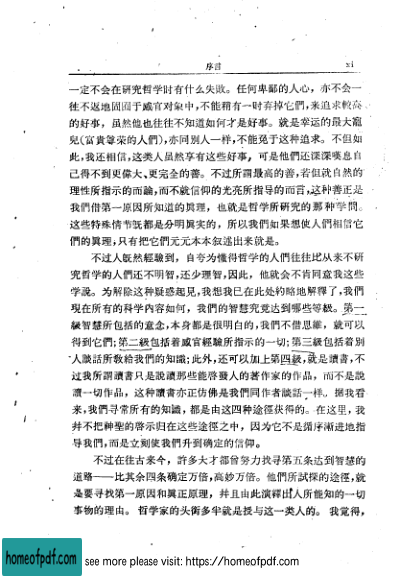 序言 xi
一定不会在研究哲学时有什么失敗。任何卑鄙的人心，亦不会一
往不返地固囿于感官对象中，不能稍有一时弃掉它們，来追求較高
的好事，虽然他也往往不知道如何才是好事。就是幸运的最大寵
兒（富貴尊荣的人們），亦同别人一样，不能免于这种追求。不但如
此，我还相信，这类人虽然享有这些好事，可是他們还深深嘆息自
己得不到更偉大、更完全的善。不过所謂最高的善，若但就自然的
理性所指示的而論，而不就信仰的光亮所指导的而言，这种善正是
我們借第一原因所知道的眞理，也就是哲学所研究的那种学問。
这些特殊情节旣都是分明眞实的，所以我們如果想使人們相信它
們的眞理，只有把它們元元本本叙述出来就是。
不过人旣然經驗到，自夸为懂得哲学的人們往往比从来不研
究哲学的人們还不明智，还少理智，因此，他就会不肯同意我这些
学說。为解除这种疑惑起見，我想我已在此处約略地解釋了，我們
現在所有的科学内容如何，我們的智慧究竟达到哪些等級。第一
級智慧所包括的意念，本身都是很明白的，我們不借思維，就可以
得到它們；第二級包括着感官經驗所指示的一切；第三級包括着别
人談話所敎給我們的知識；此外，还可以加上第四級，就是讀書，不
过我所謂讀書只是說讀那些能啓發人的著作家的作品，而不是說
讀一切作品，这种讀書亦正仿佛是我們同作者談話一样。据我看
来，我們寻常所有的知識，都是由这四种途徑获得的。在这里，我
幷不把神聖的啓示归在这些途徑之中，因为它不是循序漸进地指
导我們，而是立刻使我們升到确定的信仰。
不过在往古来今，許多大才都曾努力找寻第五条达到智慧的
道路——比其余四条确定万倍，高妙万倍。他們所試探的途徑，就
是要寻找第一原因和眞正原理，幷且由此演繹出人所能知的一切
事物的理由。哲学家的头衔多半就是授与这一类人的。我覚得，
homeofpdf.com
see more please visit: https://homeofpdf.com